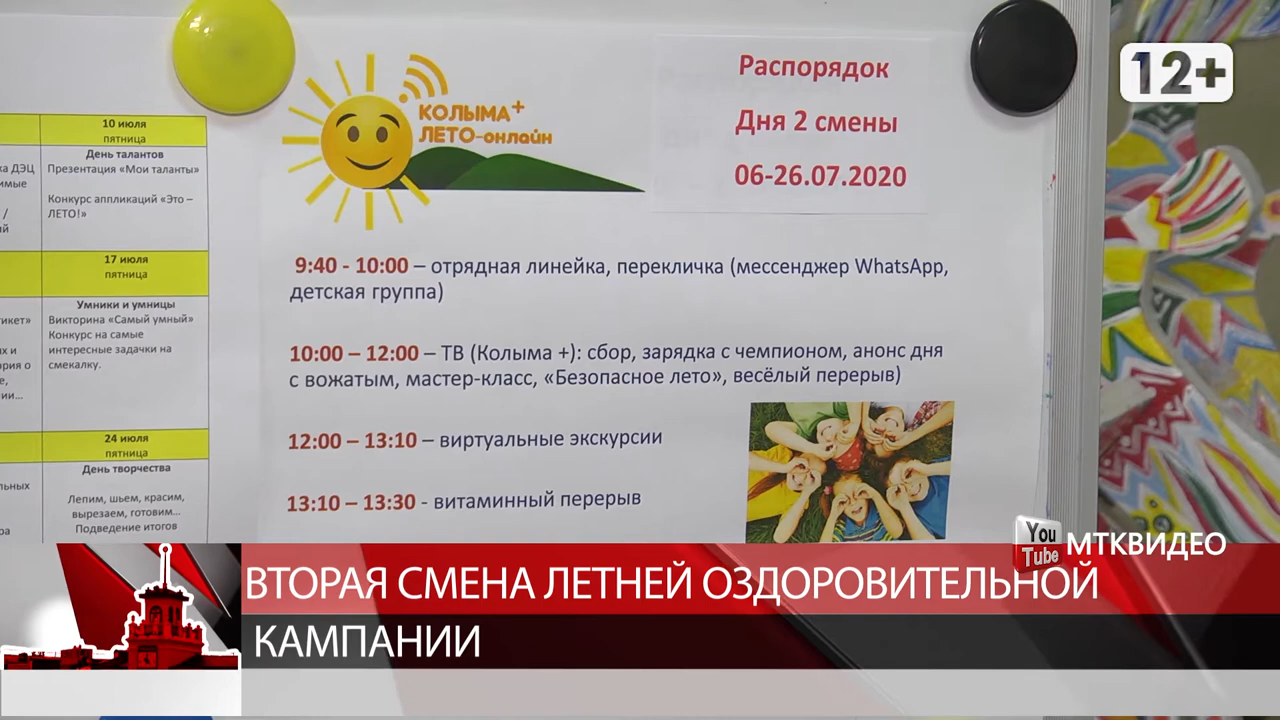 12+
10 июля
пятница
День талантов
Презентация «Мои таланты»
Конкурс аппликаций «Это –
ЛЕТО!»
17 июля
пятница
Умники и умницы
Викторина «Самый умный»
Конкурс на самые
интересные задачки на
смекалку.
24 июля
пятница
День творчества
Лепим, шьем, красим,
вырезаем, готовим...
Подведение итогов
КОЛЫМА+
ЛЕТО-онлайн
Распорядок
Дня 2 смены
06-26.07.2020
9:40 - 10:00 – отрядная линейка, перекличка (мессенджер WhatsApp,
детская группа)
10:00 – 12:00 – ТВ (Колыма +): сбор, зарядка с чемпионом, анонс дня
с вожатым, мастер-класс, «Безопасное лето», весёлый перерыв)
12:00 – 13:10 – виртуальные экскурсии
13:10 – 13:30 - витаминный перерыв
You
Tube
МТКВИДЕО
ВТОРАЯ СМЕНА ЛЕТНЕЙ ОЗДОРОВИТЕЛЬНОЙ
КАМПАНИИ